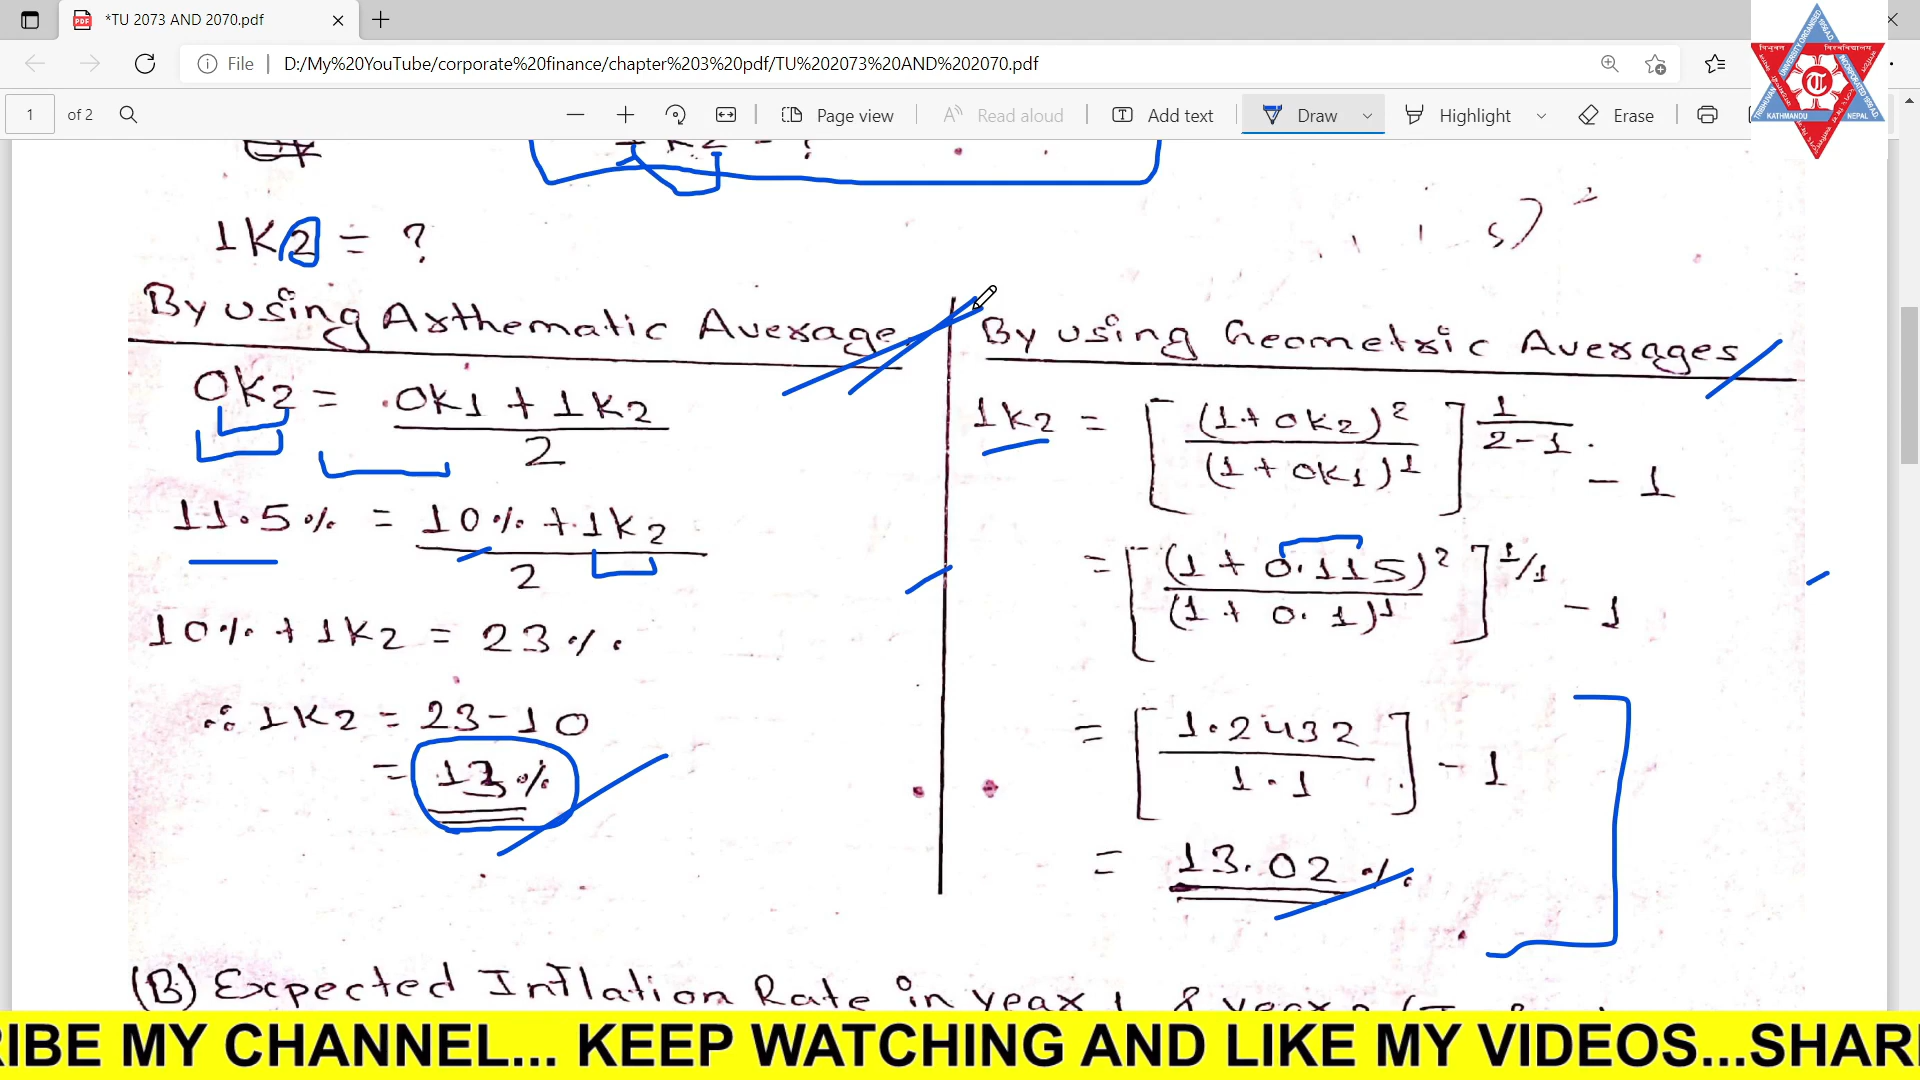 *TU 2073 AND 2070.pdf
File
D:/My%20YouTube/corporate%20finance/chapter%203%20pdf/TU%202073%20AND%202070.pdf
1 of 2
Page view
Read aloud
Add text
Draw
Highlight
Erase
KATHMANDU NEPAL
1K2 = ?
By using Arthematic Average
0K2 = 0K1 + 1K2
2
11.5% = 10% + 1K2
2
10% + 1K2 = 23%
∴ 1K2 = 23-10
= 13%
By using Geometric Averages
1K2 = [(1+0K2)²
(1+0K1)¹]
1
2-1
- 1
= [(1+0.115)²
(1+0.1)¹]
1/1
- 1
= [1.2432
1.1] - 1
= 13.02%
(B) Expected Inflation Rate in year 1 & year 2
RIBE MY CHANNEL... KEEP WATCHING AND LIKE MY VIDEOS...SHAR